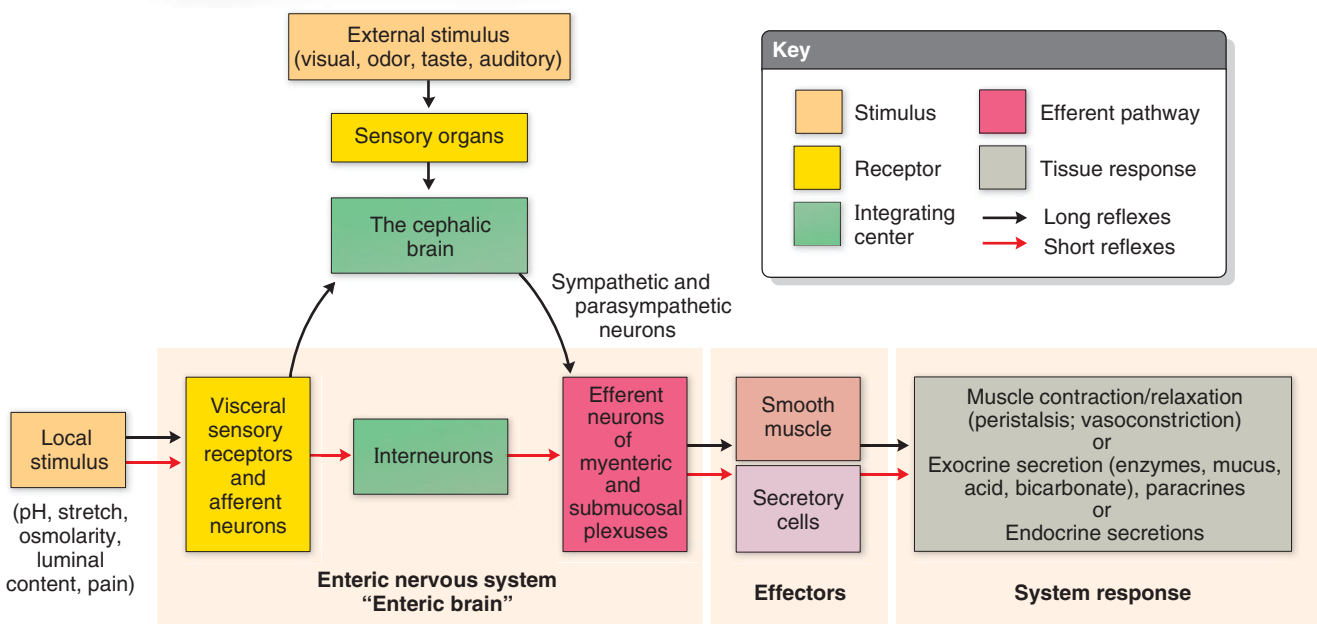 External stimulus
(visual, odor, taste, auditory)
Sensory organs
The cephalic
brain
Sympathetic and
parasympathetic
neurons
Key
Stimulus
Efferent pathway
Receptor
Tissue response
Integrating
center
Long reflexes
Short reflexes
Local
stimulus
(pH, stretch,
osmolarity,
luminal
content, pain)
Visceral
sensory
receptors
and
afferent
neurons
Interneurons
Efferent
neurons
of
myenteric
and
submucosal
plexuses
Enteric nervous system
“Enteric brain”
Smooth
muscle
Secretory
cells
Effectors
Muscle contraction/relaxation
(peristalsis; vasoconstriction)
or
Exocrine secretion (enzymes, mucus,
acid, bicarbonate), paracrines
or
Endocrine secretions
System response